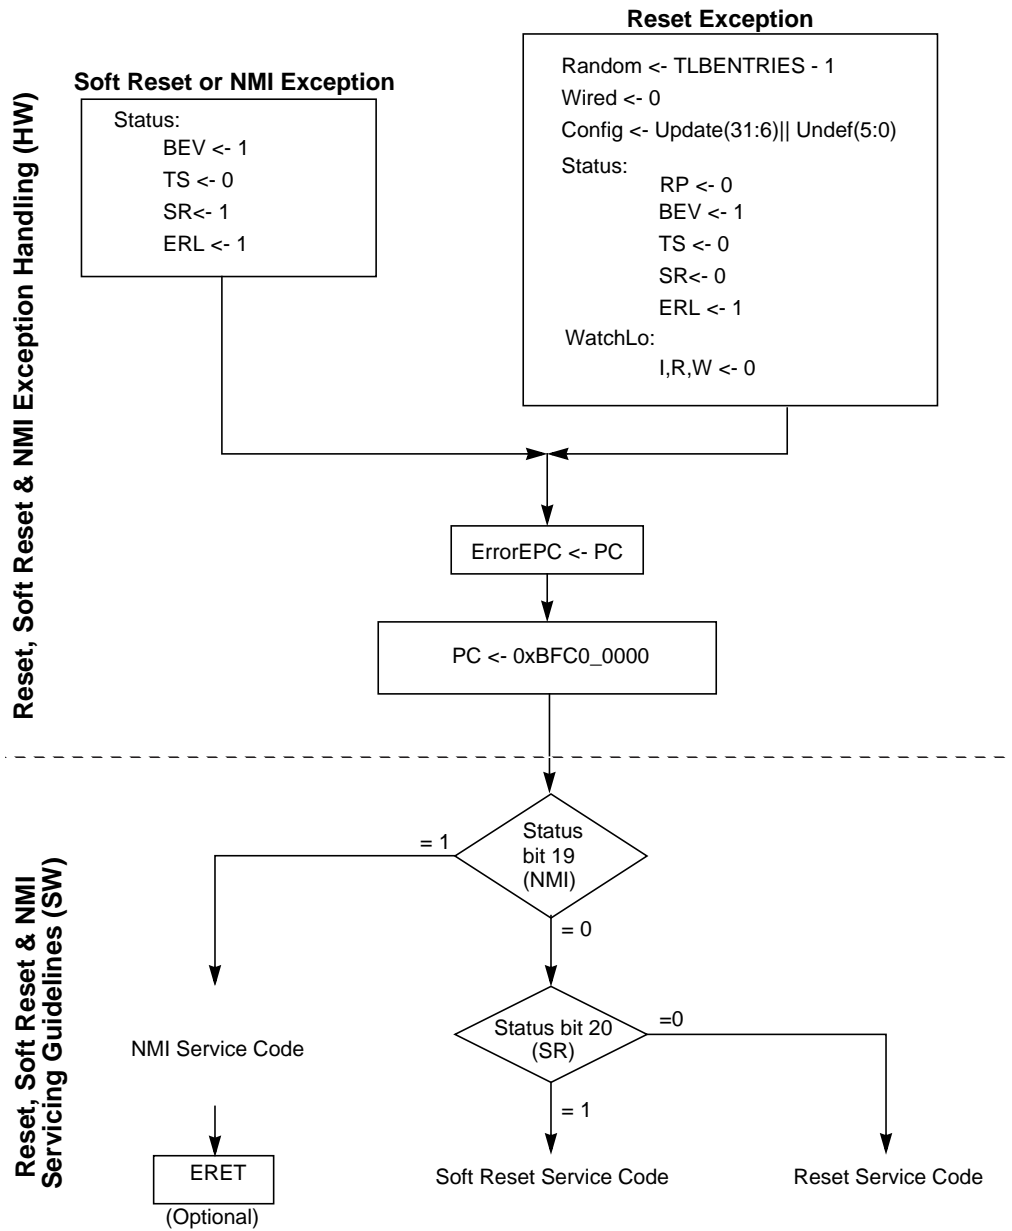 Reset Exception
Random <- TLBENTRIES - 1
Wired <- 0
Config <- Update(31:6)|| Undef(5:0)
Status:
RP <- 0
BEV <- 1
TS <- 0
SR<- 0
ERL <- 1
WatchLo:
I,R,W <- 0
Soft Reset or NMI Exception
Status:
BEV <- 1
TS <- 0
SR<- 1
ERL <- 1
Reset, Soft Reset & NMI Exception Handling (HW)
ErrorEPC <- PC
PC <- 0xBFC0_0000
Reset, Soft Reset & NMI
Servicing Guidelines (SW)
Status
bit 19
(NMI)
= 1
= 0
Status bit 20
(SR)
=0
= 1
NMI Service Code
ERET
(Optional)
Soft Reset Service Code
Reset Service Code